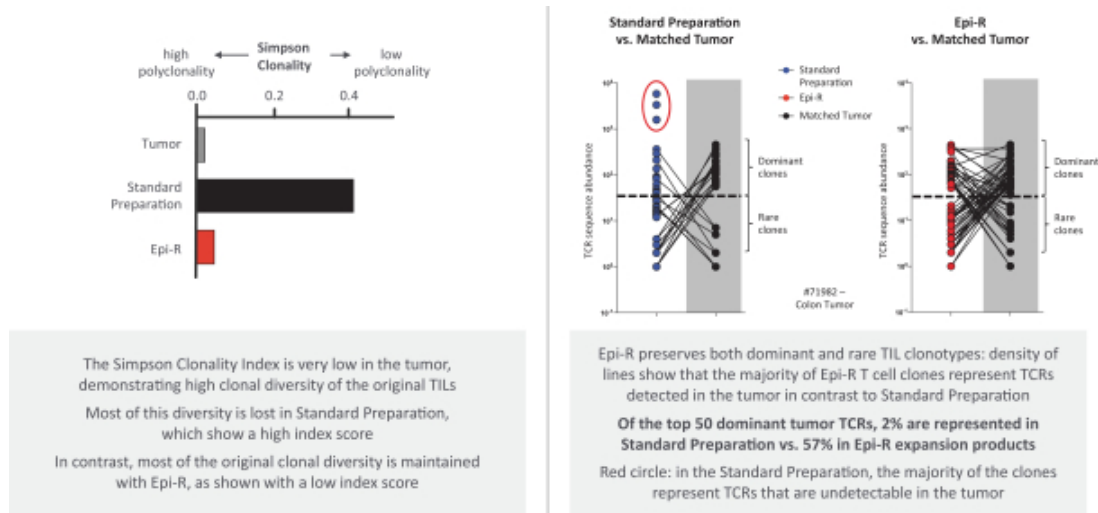 high polyclonality
Simpson Clonality
low polyclonality
0.0
0.2
0.4
Tumor
Standard Preparation
Epi-R
The Simpson Clonality Index is very low in the tumor,
demonstrating high clonal diversity of the original TILs
Most of this diversity is lost in Standard Preparation,
which show a high index score
In contrast, most of the original clonal diversity is maintained
with Epi-R, as shown with a low index score
Standard Preparation
vs. Matched Tumor
Epi-R
vs. Matched Tumor
Standard
Preparation
Epi-R
Matched Tumor
TCR sequence abundance
Dominant
clones
Rare
clones
#71982 –
Colon Tumor
TCR sequence abundance
Dominant
clones
Rare
clones
Epi-R preserves both dominant and rare TIL clonotypes: density of
lines show that the majority of Epi-R T cell clones represent TCRs
detected in the tumor in contrast to Standard Preparation
Of the top 50 dominant tumor TCRs, 2% are represented in
Standard Preparation vs. 57% in Epi-R expansion products
Red circle: in the Standard Preparation, the majority of the clones
represent TCRs that are undetectable in the tumor